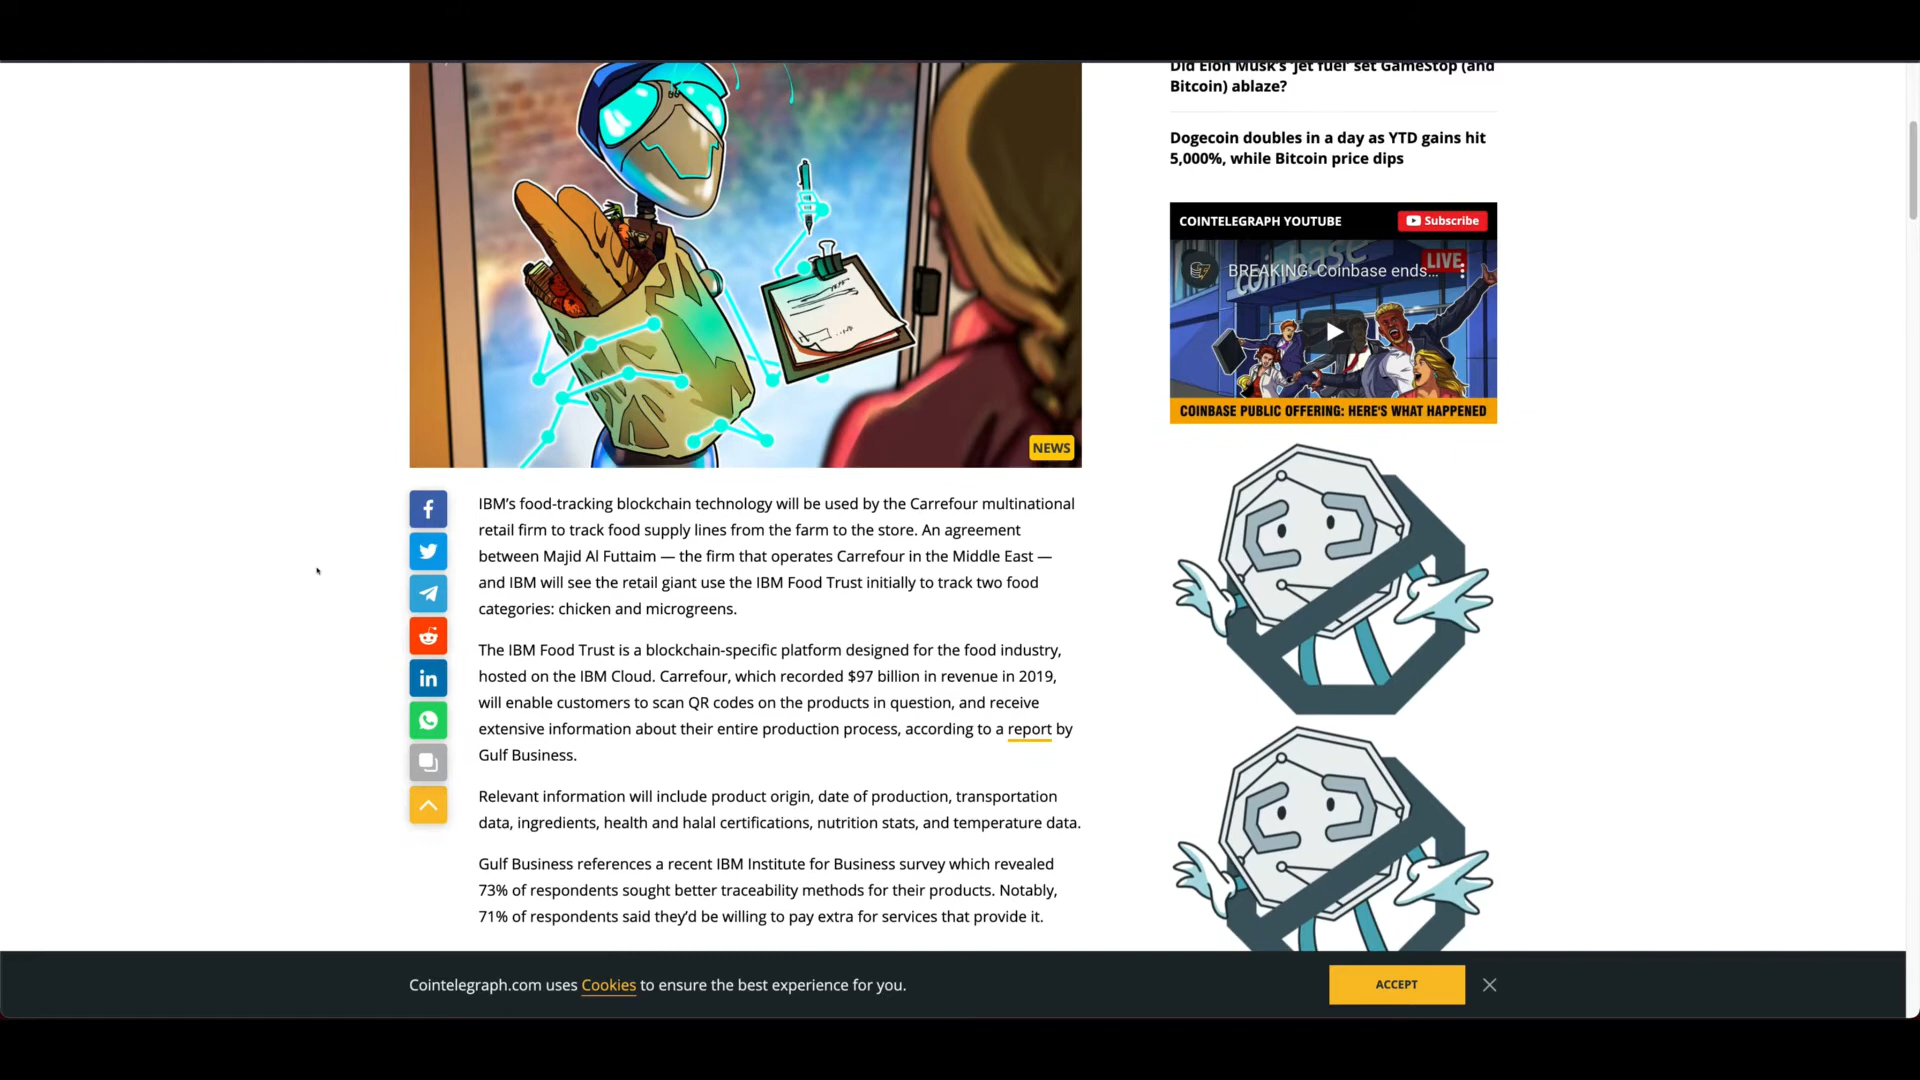 NEWS
IBM’s food-tracking blockchain technology will be used by the Carrefour multinational
retail firm to track food supply lines from the farm to the store. An agreement
between Majid Al Futtaim — the firm that operates Carrefour in the Middle East —
and IBM will see the retail giant use the IBM Food Trust initially to track two food
categories: chicken and microgreens.
The IBM Food Trust is a blockchain-specific platform designed for the food industry,
hosted on the IBM Cloud. Carrefour, which recorded $97 billion in revenue in 2019,
will enable customers to scan QR codes on the products in question, and receive
extensive information about their entire production process, according to a report by
Gulf Business.
Relevant information will include product origin, date of production, transportation
data, ingredients, health and halal certifications, nutrition stats, and temperature data.
Gulf Business references a recent IBM Institute for Business survey which revealed
73% of respondents sought better traceability methods for their products. Notably,
71% of respondents said they’d be willing to pay extra for services that provide it.
Did Elon Musk’s ‘jet fuel’ set GameStop (and
Bitcoin) ablaze?
Dogecoin doubles in a day as YTD gains hit
5,000%, while Bitcoin price dips
COINTELEGRAPH YOUTUBE
Subscribe
BREAKING: Coinbase ends...
LIVE
coinbase
COINBASE PUBLIC OFFERING: HERE'S WHAT HAPPENED
Cointelegraph.com uses Cookies to ensure the best experience for you.
ACCEPT